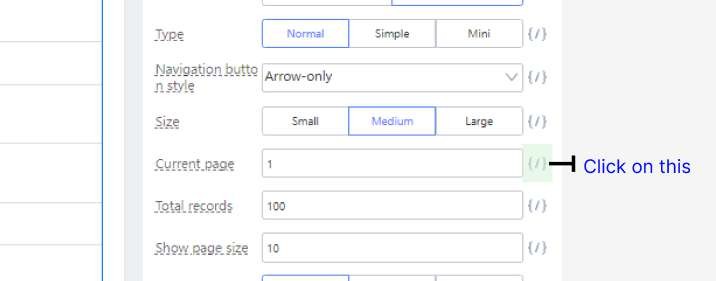 Type Normal Simple Mini {/}
Navigation butto
n style Arrow-only {/}
Size Small Medium Large {/}
Current page 1 {/} Click on this
Total records 100 {/}
Show page size 10 {/}